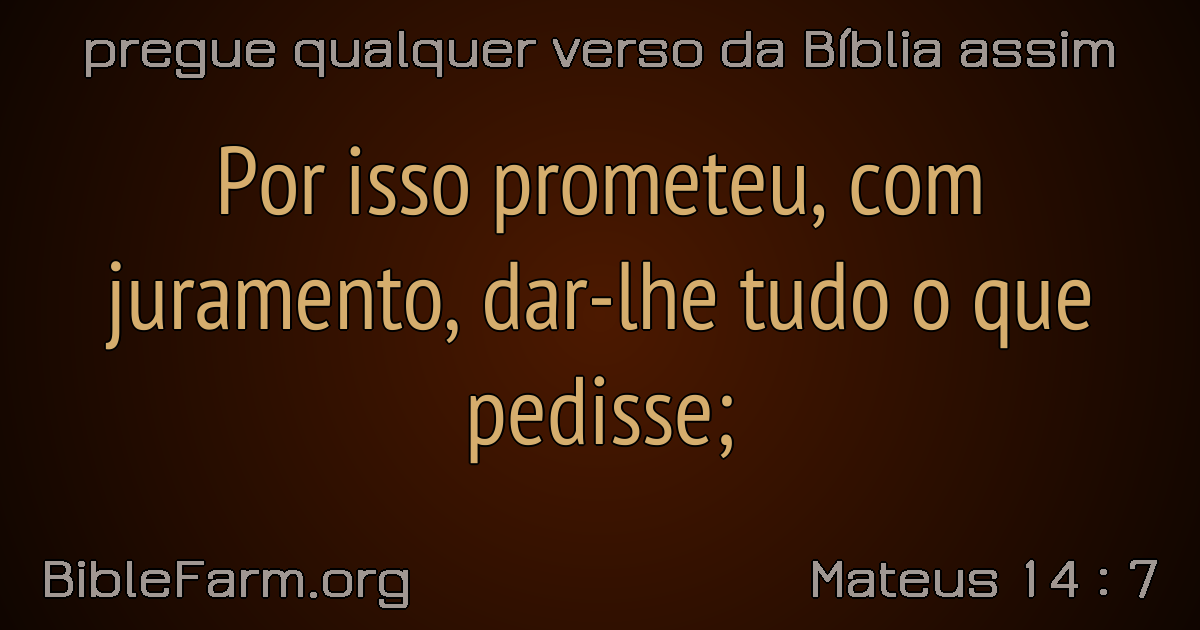 pregue qualquer verso da Bíblia assim
Por isso prometeu, com
juramento, dar-lhe tudo o que
pedisse;
BibleFarm.org
Mateus 14 : 7